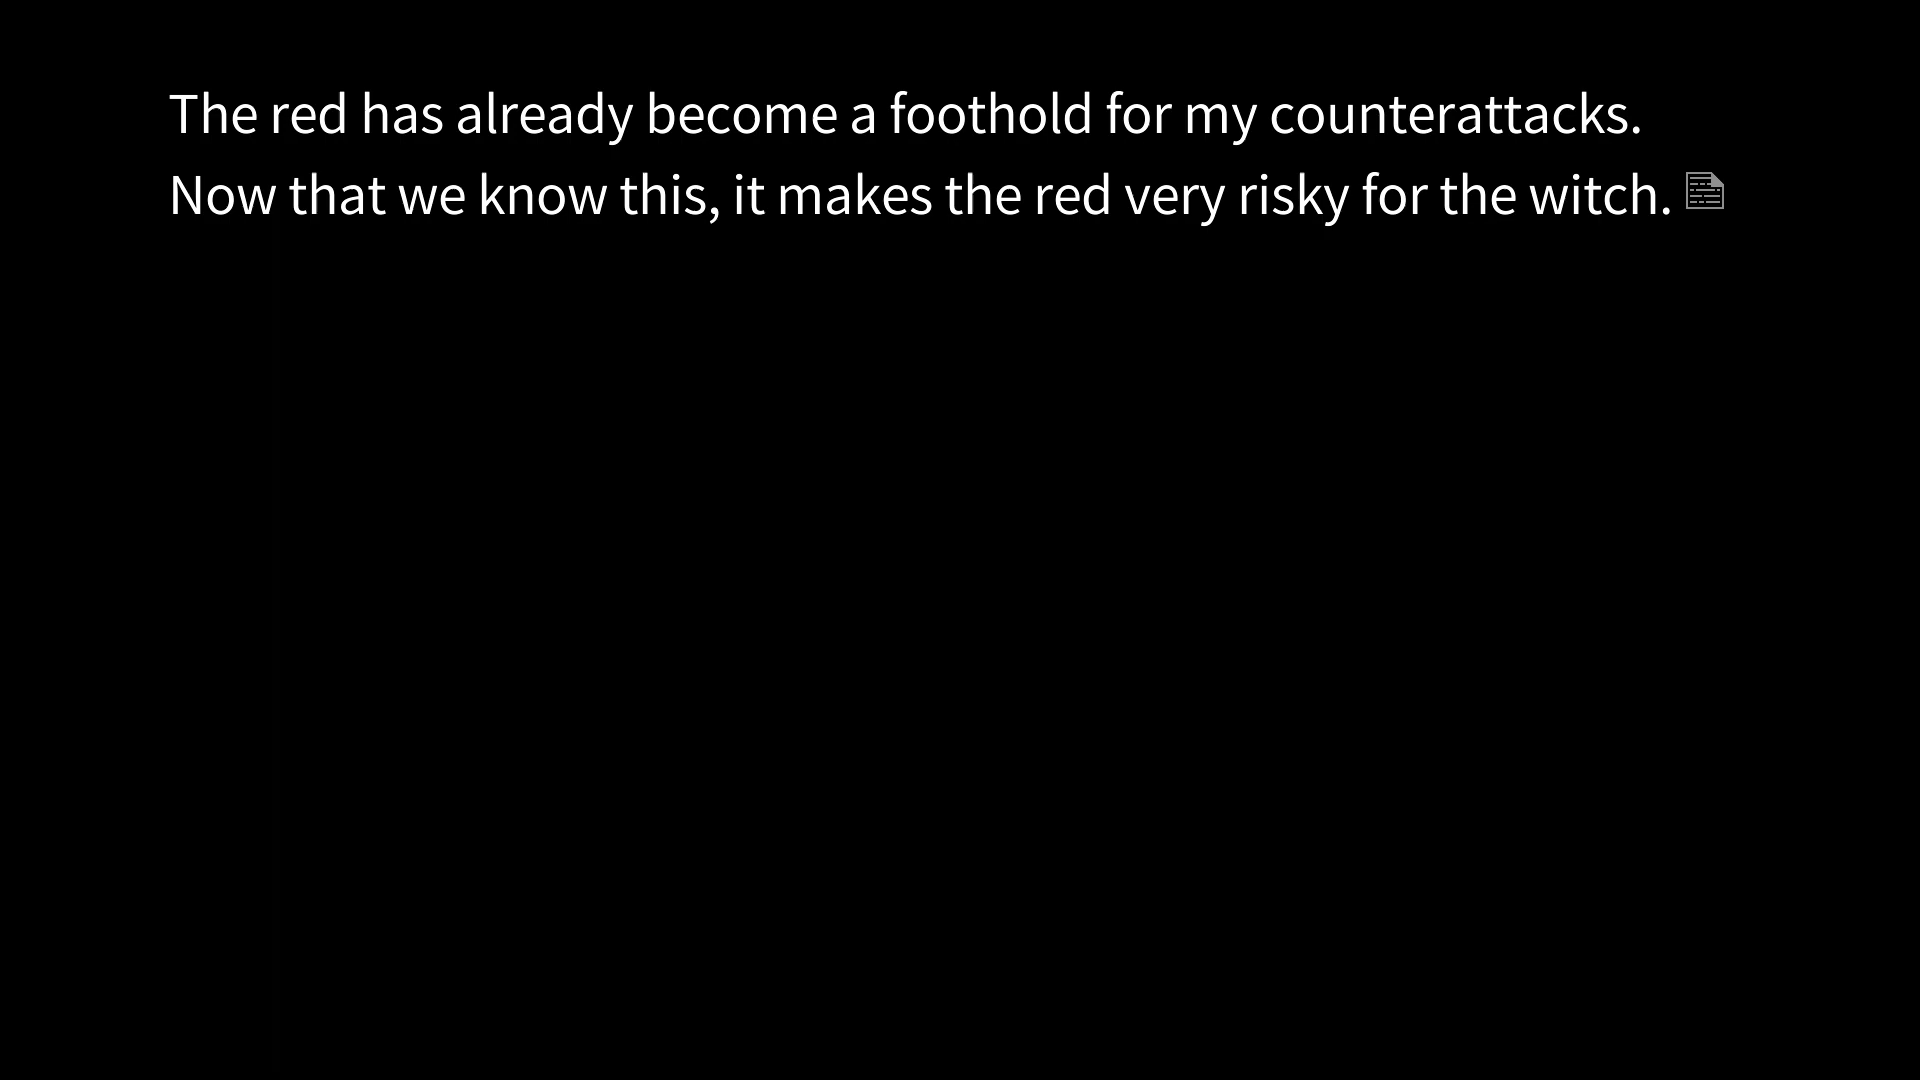 The red has already become a foothold for my counterattacks.
Now that we know this, it makes the red very risky for the witch.